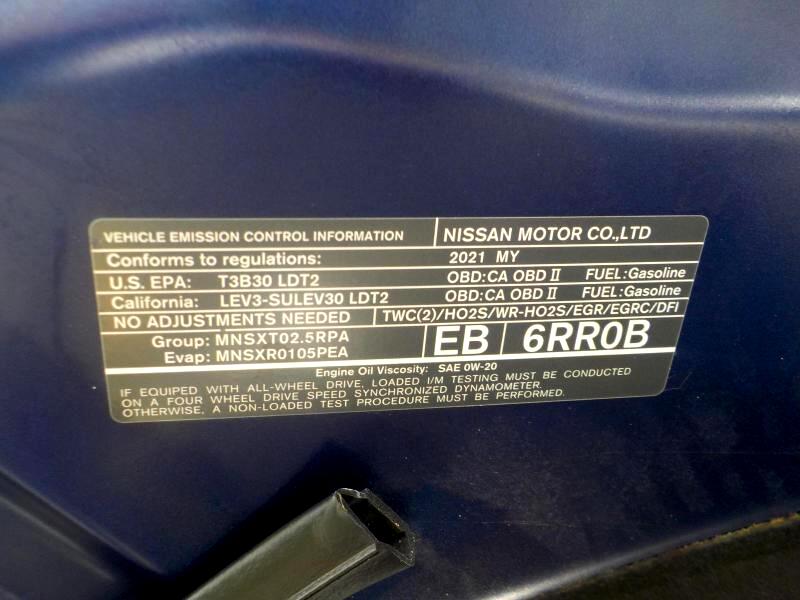 VEHICLE EMISSION CONTROL INFORMATION NISSAN MOTOR CO.,LTD
Conforms to regulations: 2021 MY
U.S. EPA: T3B30 LDT2 OBD:CA OBD II FUEL:Gasoline
California: LEV3-SULEV30 LDT2 OBD:CA OBD II FUEL:Gasoline
NO ADJUSTMENTS NEEDED TWC(2)/HO2S/WR-HO2S/EGR/EGRC/DFI
Group: MNSXT02.5RPA EB 6RR0B
Evap: MNSXR0105PEA
Engine Oil Viscosity: SAE 0W-20
IF EQUIPPED WITH ALL-WHEEL DRIVE, LOADED I/M TESTING MUST BE CONDUCTED
ON A FOUR WHEEL DRIVE SPEED SYNCHRONIZED DYNAMOMETER.
OTHERWISE, A NON-LOADED TEST PROCEDURE MUST BE PERFORMED.